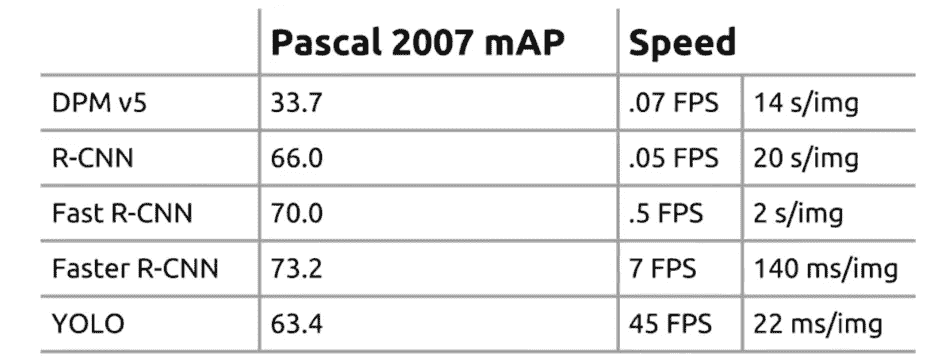 Pascal 2007 mAP Speed
DPM v5 33.7 .07 FPS 14 s/img
R-CNN 66.0 .05 FPS 20 s/img
Fast R-CNN 70.0 .5 FPS 2 s/img
Faster R-CNN 73.2 7 FPS 140 ms/img
YOLO 63.4 45 FPS 22 ms/img